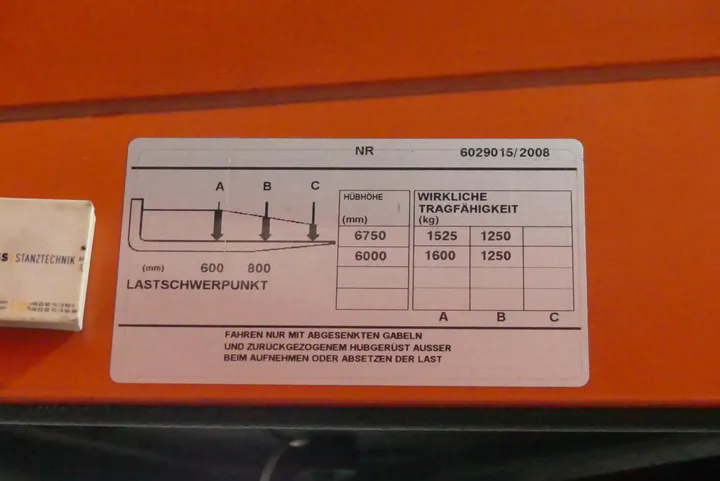 NR 6029015/2008
A B C
HÜBHÖHE
(mm)
WIRKLICHE
TRAGFÄHIGKEIT
(kg)
6750 1525 1250
6000 1600 1250
(mm) 600 800
LASTSCHWERPUNKT
A B C
FAHREN NUR MIT ABGESENKTEN GABELN
UND ZURÜCKGEZOGENEM HUBGERÜST AUSSER
BEIM AUFNEHMEN ODER ABSETZEN DER LAST
STANZTECHNIK